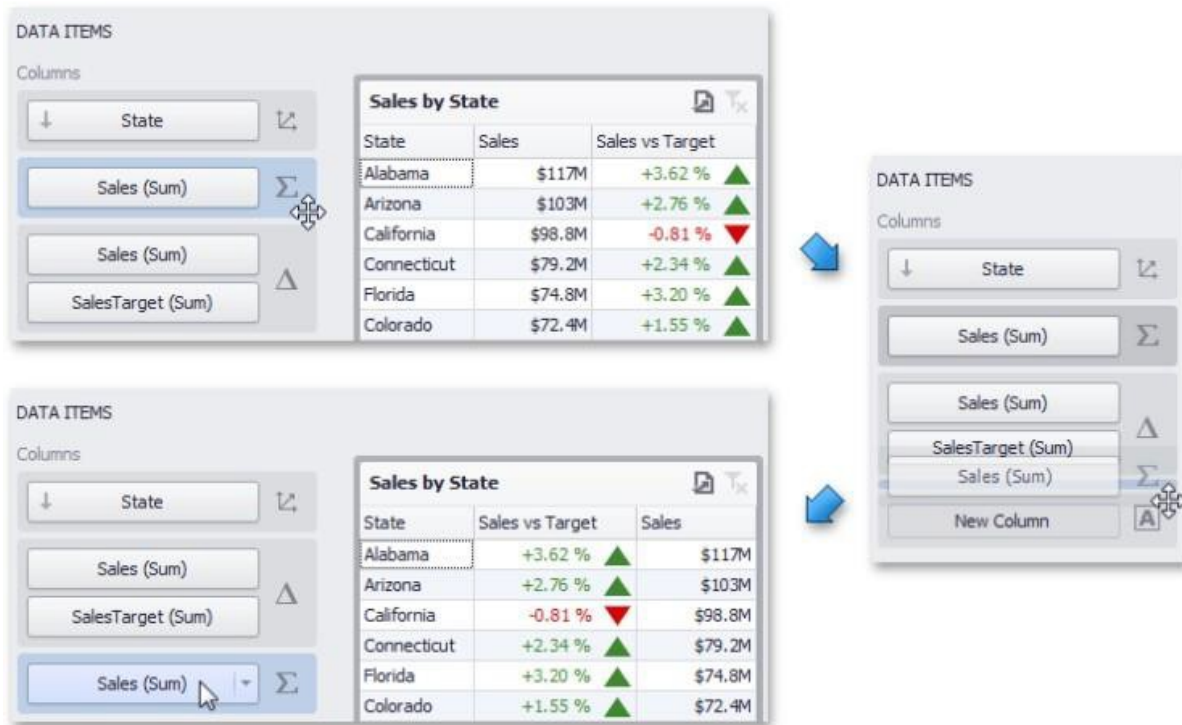 DATA ITEMS
Columns
State
Sales (Sum)
Sales (Sum)
SalesTarget (Sum)
Sales by State
State Sales Sales vs Target
Alabama $117M +3.62 %
Arizona $103M +2.76 %
California $98.8M -0.81 %
Connecticut $79.2M +2.34 %
Florida $74.8M +3.20 %
Colorado $72.4M +1.55 %
DATA ITEMS
Columns
State
Sales (Sum)
Sales (Sum)
SalesTarget (Sum)
Sales (Sum)
New Column
DATA ITEMS
Columns
State
Sales (Sum)
SalesTarget (Sum)
Sales (Sum)
Sales by State
State Sales vs Target Sales
Alabama +3.62 % $117M
Arizona +2.76 % $103M
California -0.81 % $98.8M
Connecticut +2.34 % $79.2M
Florida +3.20 % $74.8M
Colorado +1.55 % $72.4M